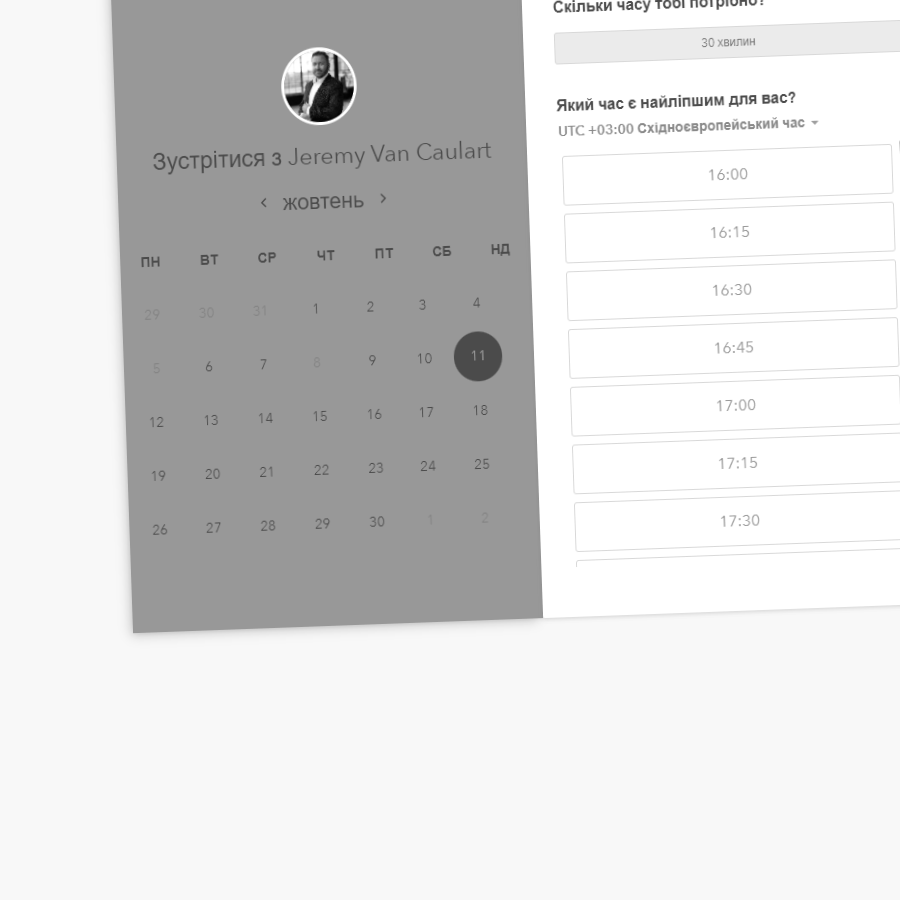 Зустрітися з Jeremy Van Caulart
жовтень
ПН ВТ СР ЧТ ПТ СБ НД
29 30 31 1 2 3 4
5 6 7 8 9 10 11
12 13 14 15 16 17 18
19 20 21 22 23 24 25
26 27 28 29 30 1 2
Скільки часу тобі потрібно?
30 хвилин
Який час є найліпшим для вас?
UTC +03:00 Східноєвропейський час
16:00
16:15
16:30
16:45
17:00
17:15
17:30